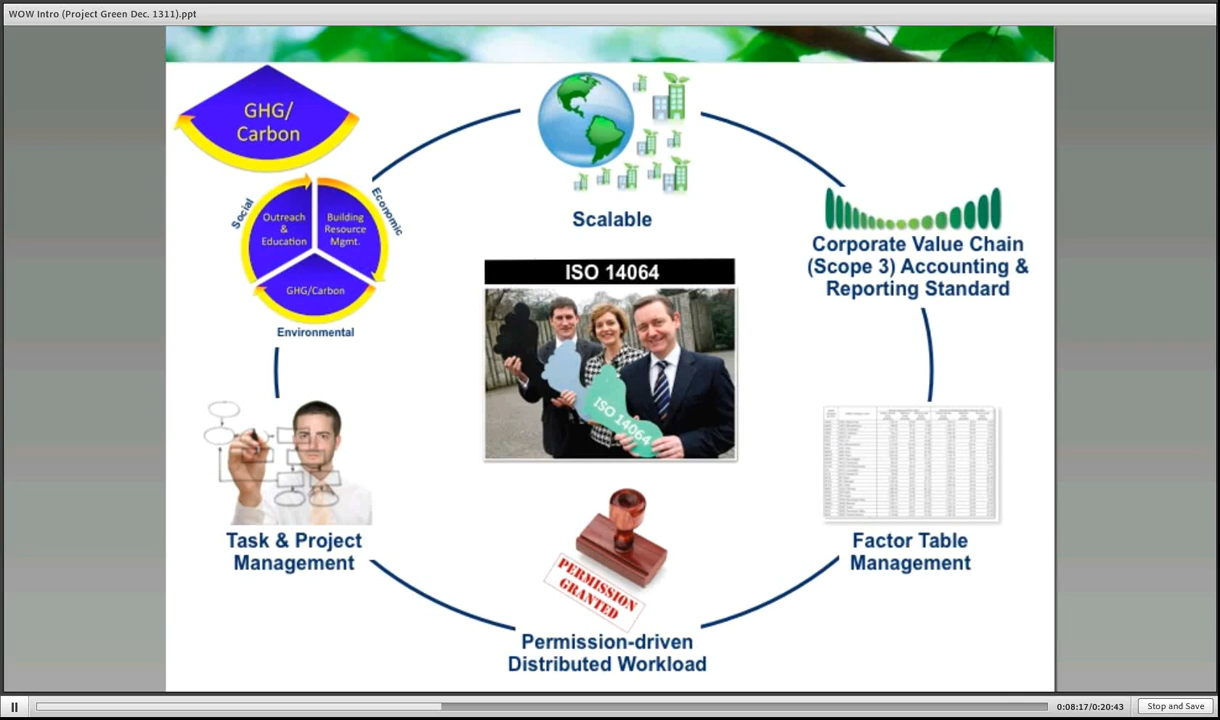 WOW Intro (Project Green Dec. 1311).ppt
GHG/
Carbon
Social
Economic
Outreach
&
Education
Building
Resource
Mgmt.
GHG/Carbon
Environmental
Scalable
Corporate Value Chain
(Scope 3) Accounting &
Reporting Standard
ISO 14064
ISO 14064
Task & Project
Management
Factor Table
Management
PERMISSION
GRANTED
Permission-driven
Distributed Workload
0:08:17/0:20:43
Stop and Save